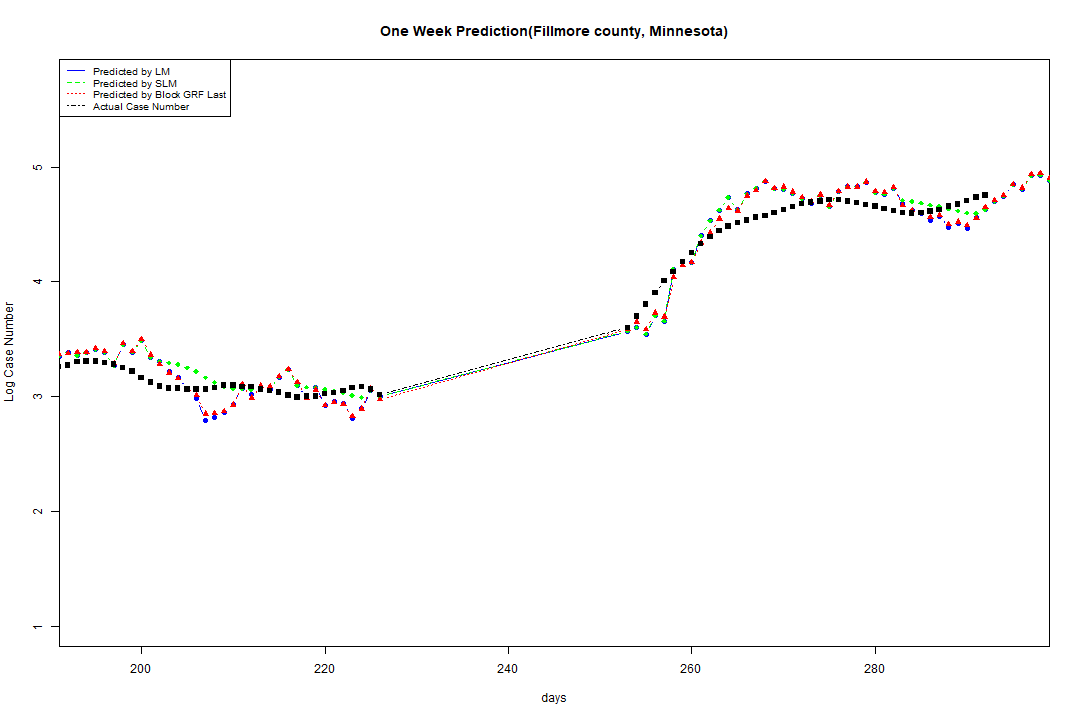 One Week Prediction(Fillmore county, Minnesota)
Predicted by LM
Predicted by SLM
Predicted by Block GRF Last
Actual Case Number
5
4
3
2
1
Log Case Number
200 220 240 260 280
days